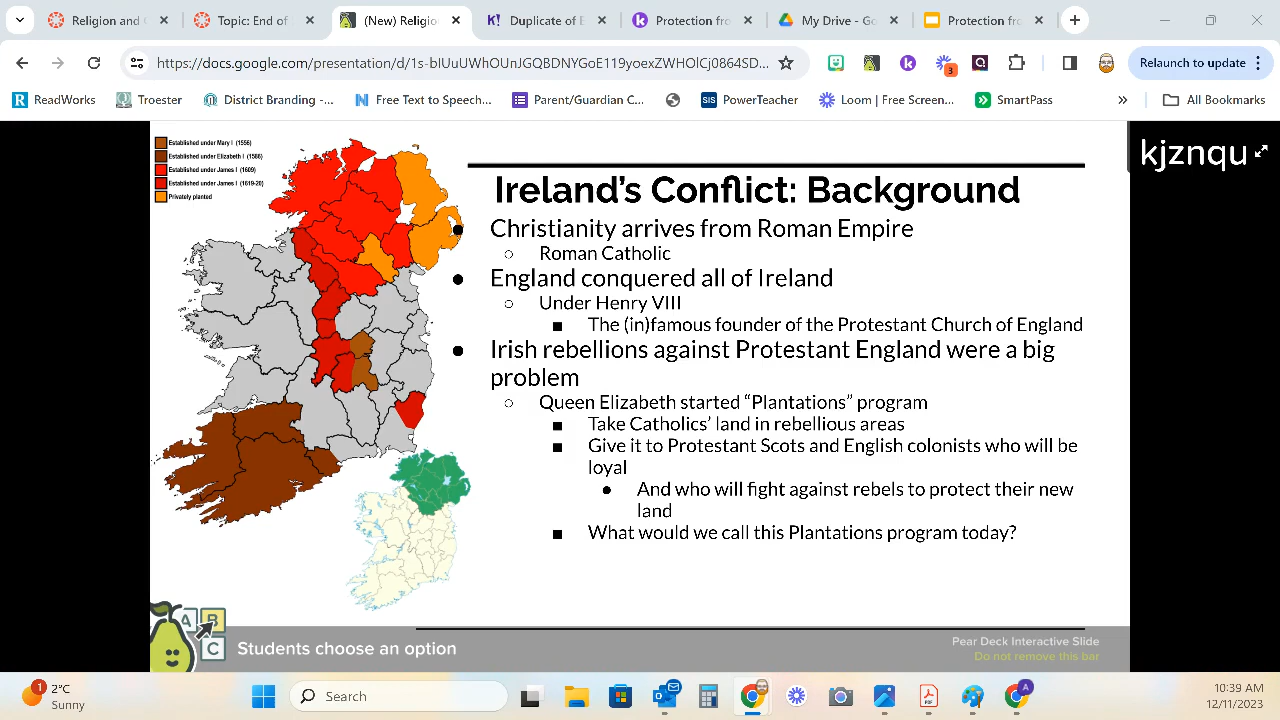 Religion and
Topic: End of
(New) Religio
K! Duplicate of E
Protection fro
My Drive - Go
Protection fro
https://docs.google.com/presentation/d/1s-blUuUWhOUnJGQBDNYGoE119yoexZWHOlCj0864SD...
3
Relaunch to update
R ReadWorks
Troester
District Branding -...
N Free Text to Speech...
Parent/Guardian C...
SIS PowerTeacher
Loom | Free Screen...
SmartPass
»
All Bookmarks
Established under Mary I (1556)
Established under Elizabeth I (1586)
Established under James I (1609)
Established under James I (1619-20)
Privately planted
kjznqu
Ireland's Conflict: Background
● Christianity arrives from Roman Empire
○ Roman Catholic
● England conquered all of Ireland
○ Under Henry VIII
■ The (in)famous founder of the Protestant Church of England
● Irish rebellions against Protestant England were a big
problem
○ Queen Elizabeth started “Plantations” program
■ Take Catholics' land in rebellious areas
■ Give it to Protestant Scots and English colonists who will be
loyal
● And who will fight against rebels to protect their new
land
■ What would we call this Plantations program today?
A B
C
Students choose an option
Pear Deck Interactive Slide
Do not remove this bar
1
2°C
Sunny
Search
PDF
A
10:39 AM
12/11/2023